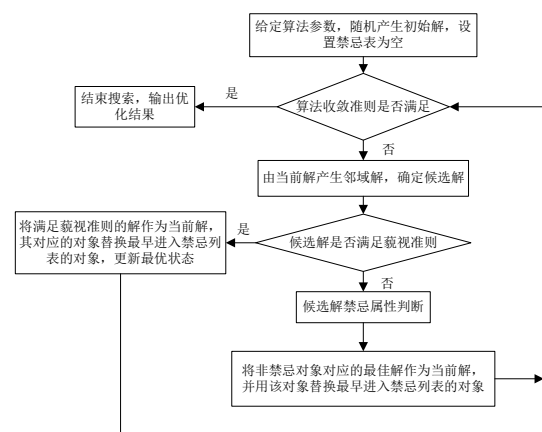 给定算法参数，随机产生初始解，设
置禁忌表为空
算法收敛准则是否满足
是
结束搜索，输出优
化结果
否
由当前解产生邻域解，确定候选解
候选解是否满足藐视准则
是
将满足藐视准则的解作为当前解，
其对应的对象替换最早进入禁忌列
表的对象，更新最优状态
否
候选解禁忌属性判断
将非禁忌对象对应的最佳解作为当前解，
并用该对象替换最早进入禁忌列表的对象